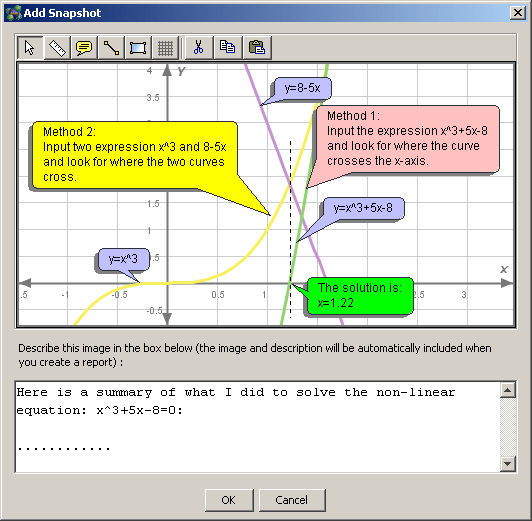 Add Snapshot
4
Y
3.5
y=8-5x
Method 1:
Input the expression x^3+5x-8
and look for where the curve
crosses the x-axis.
Method 2:
Input two expression x^3 and 8-5x
and look for where the two curves
cross.
1.5
y=x^3+5x-8
1
y=x^3
.5
x
The solution is:
x=1.22
.5
-1
-0.5
0.5
1
2.5
3
-0.5
Describe this image in the box below (the image and description will be automatically included when
you create a report) :
Here is a summary of what I did to solve the non-linear
equation: x^3+5x-8=0:
............
OK
Cancel